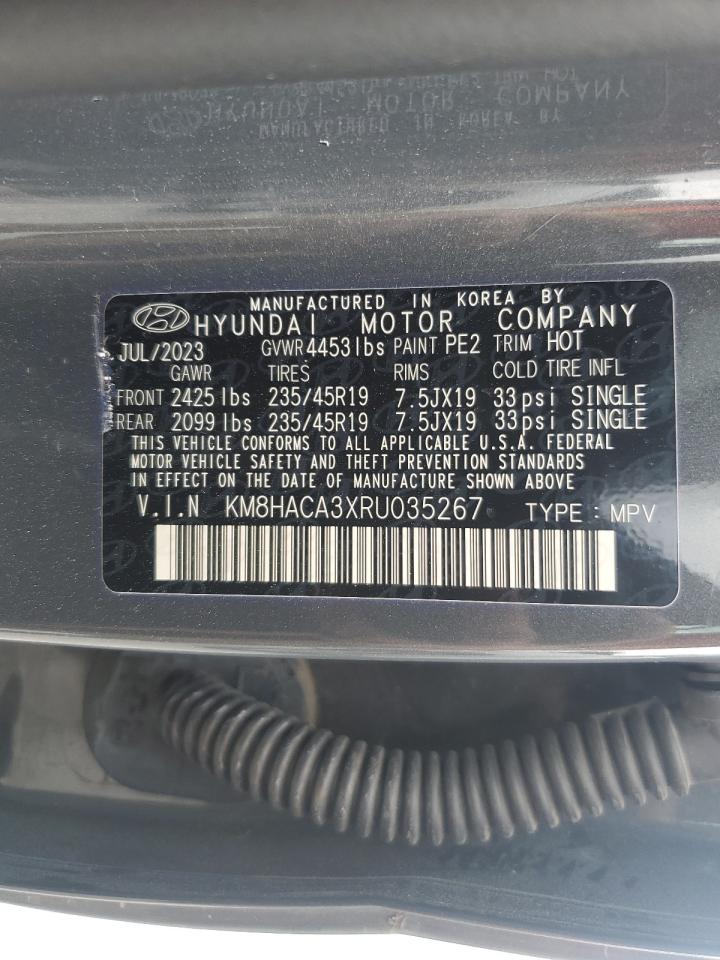 MANUFACTURED IN KOREA BY
HYUNDAI MOTOR COMPANY
JUL/2023 GVWR 4453 lbs PAINT PE2 TRIM HOT
GAWR TIRES RIMS COLD TIRE INFL
FRONT 2425 lbs 235/45R19 7.5JX19 33 psi SINGLE
REAR 2099 lbs 235/45R19 7.5JX19 33 psi SINGLE
THIS VEHICLE CONFORMS TO ALL APPLICABLE U.S.A. FEDERAL
MOTOR VEHICLE SAFETY AND THEFT PREVENTION STANDARDS
IN EFFECT ON THE DATE OF MANUFACTURE SHOWN ABOVE
V.I.N KM8HACA3XRU035267 TYPE : MPV